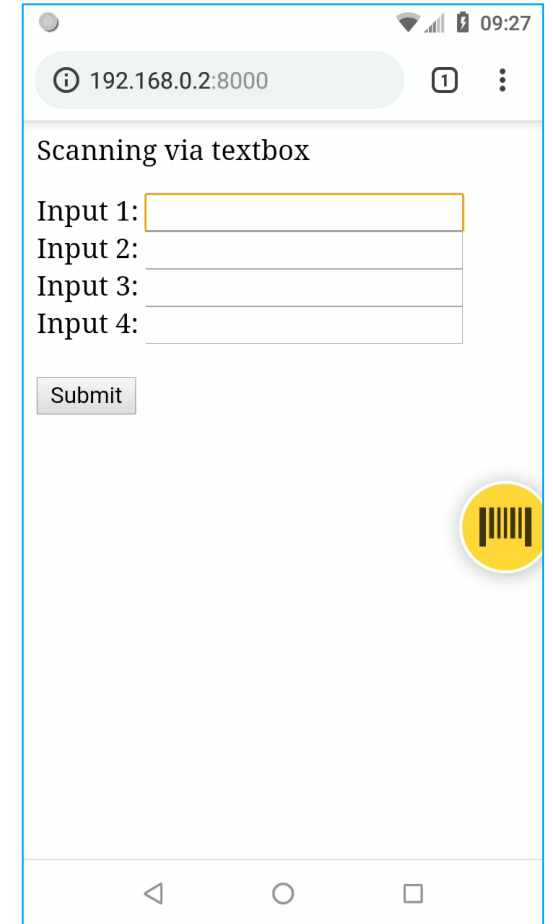 09:27
192.168.0.2:8000
1
Scanning via textbox
Input 1:
Input 2:
Input 3:
Input 4:
Submit